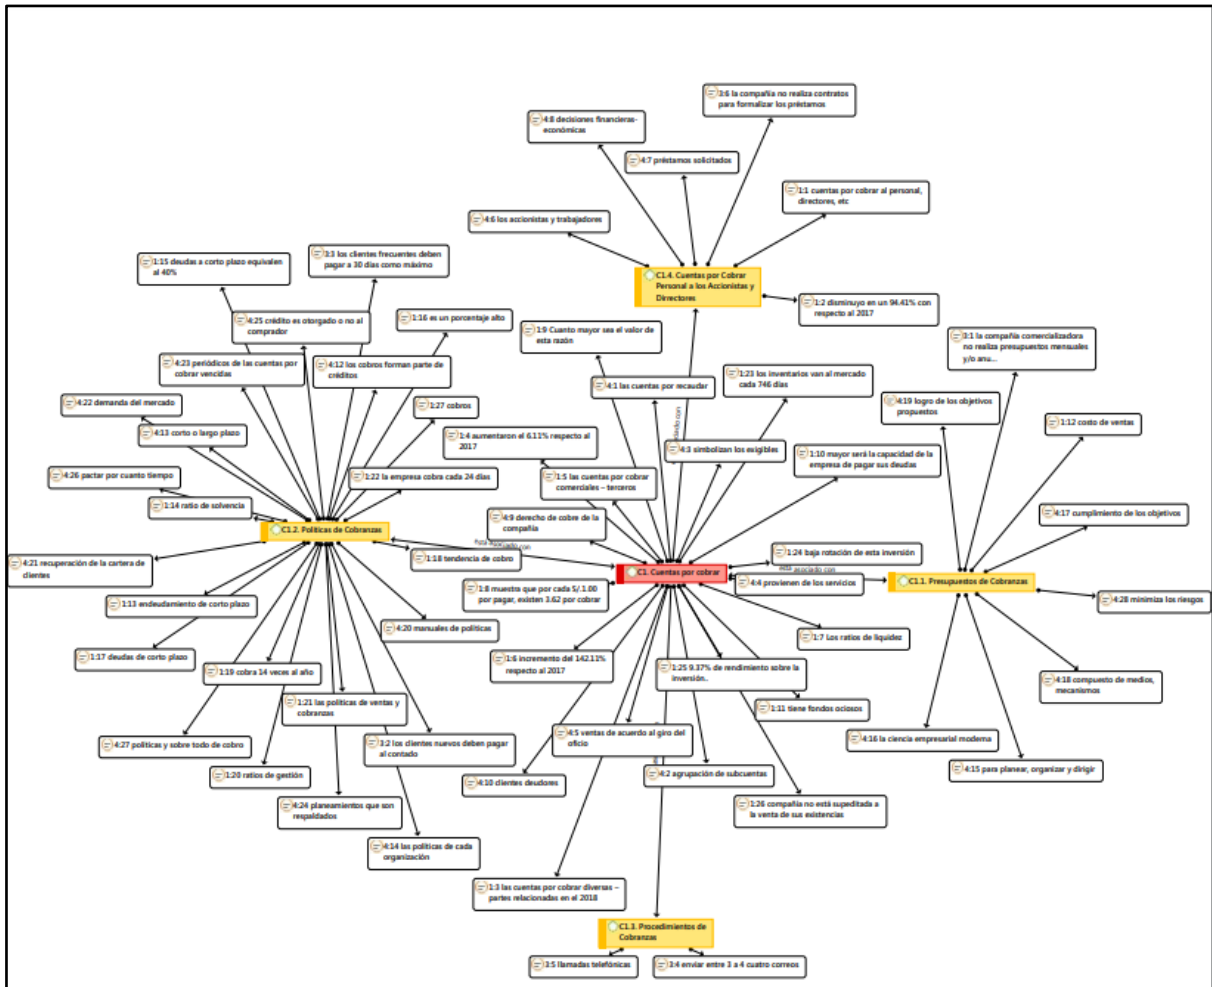 3:6 la compañía no realiza contratos
para formalizar los préstamos
4:8 decisiones financieras-
económicas
4:7 préstamos solicitados
1:1 cuentas por cobrar al personal,
directores, etc
4:6 los accionistas y trabajadores
C1.4. Cuentas por Cobrar
Personal a los Accionistas y
Dirrectores
1:2 disminuyo en un 94.41% con
respecto al 2017
3:3 los clientes frecuentes deben
pagar a 30 días como máximo
1:15 deudas a corto plazo equivalen
al 40%
4:25 crédito es otorgado o no al
comprador
1:16 es un porcentaje alto
4:23 periódicos de las cuentas por
cobrar vencidas
4:12 los cobros forman parte de
créditos
4:22 demanda del mercado
1:27 cobros
4:13 corto o largo plazo
4:26 pactar por cuanto tiempo
1:22 la empresa cobra cada 24 días
1:14 ratio de solvencia
C1.2. Políticas de Cobranzas
4:21 recuperación de la cartera de
clientes
1:18 tendencia de cobro
1:13 endeudamiento de corto plazo
4:20 manuales de políticas
1:17 deudas de corto plazo
1:19 cobra 14 veces al año
1:21 las políticas de ventas y
cobranzas
4:27 políticas y sobre todo de cobro
3:2 los clientes nuevos deben pagar
al contado
1:20 ratios de gestión
4:24 planeamientos que son
respaldados
4:14 las políticas de cada
organización
1:9 Cuanto mayor sea el valor de
esta razón
4:1 las cuentas por recaudar
1:23 los inventarios van al mercado
cada 746 días
1:4 aumentaron el 6.11% respecto al
2017
4:3 simbolizan los exigibles
1:5 las cuentas por cobrar
comerciales – terceros
1:10 mayor será la capacidad de la
empresa de pagar sus deudas
4:9 derecho de cobre de la
compañía
está asociado con
C1. Cuentas por cobrar
1:24 baja rotación de esta inversión
está asociado con
4:4 provienen de los servicios
1:8 muestra que por cada S/.1.00
por pagar, existen 3.62 por cobrar
1:7 Los ratios de liquidez
1:6 incremento del 142.11%
respecto al 2017
1:25 9.37% de rendimiento sobre la
inversión..
1:11 tiene fondos ociosos
4:5 ventas de acuerdo al giro del
oficio
4:10 clientes deudores
4:2 agrupación de subcuentas
1:26 compañía no está supeditada a
la venta de sus existencias
1:3 las cuentas por cobrar diversas –
partes relacionadas en el 2018
C1.3. Procedimientos de
Cobranzas
3:5 llamadas telefónicas
3:4 enviar entre 3 a 4 cuatro correos
3:1 la compañía comercializadora
no realiza presupuestos mensuales
y/o anu...
4:19 logro de los objetivos
propuestos
1:12 costo de ventas
4:17 cumplimiento de los objetivos
C1.1. Presupuestos de Cobranzas
4:28 minimiza los riesgos
4:18 compuesto de medios,
mecanismos
4:16 la ciencia empresarial moderna
4:15 para planear, organizar y dirigir